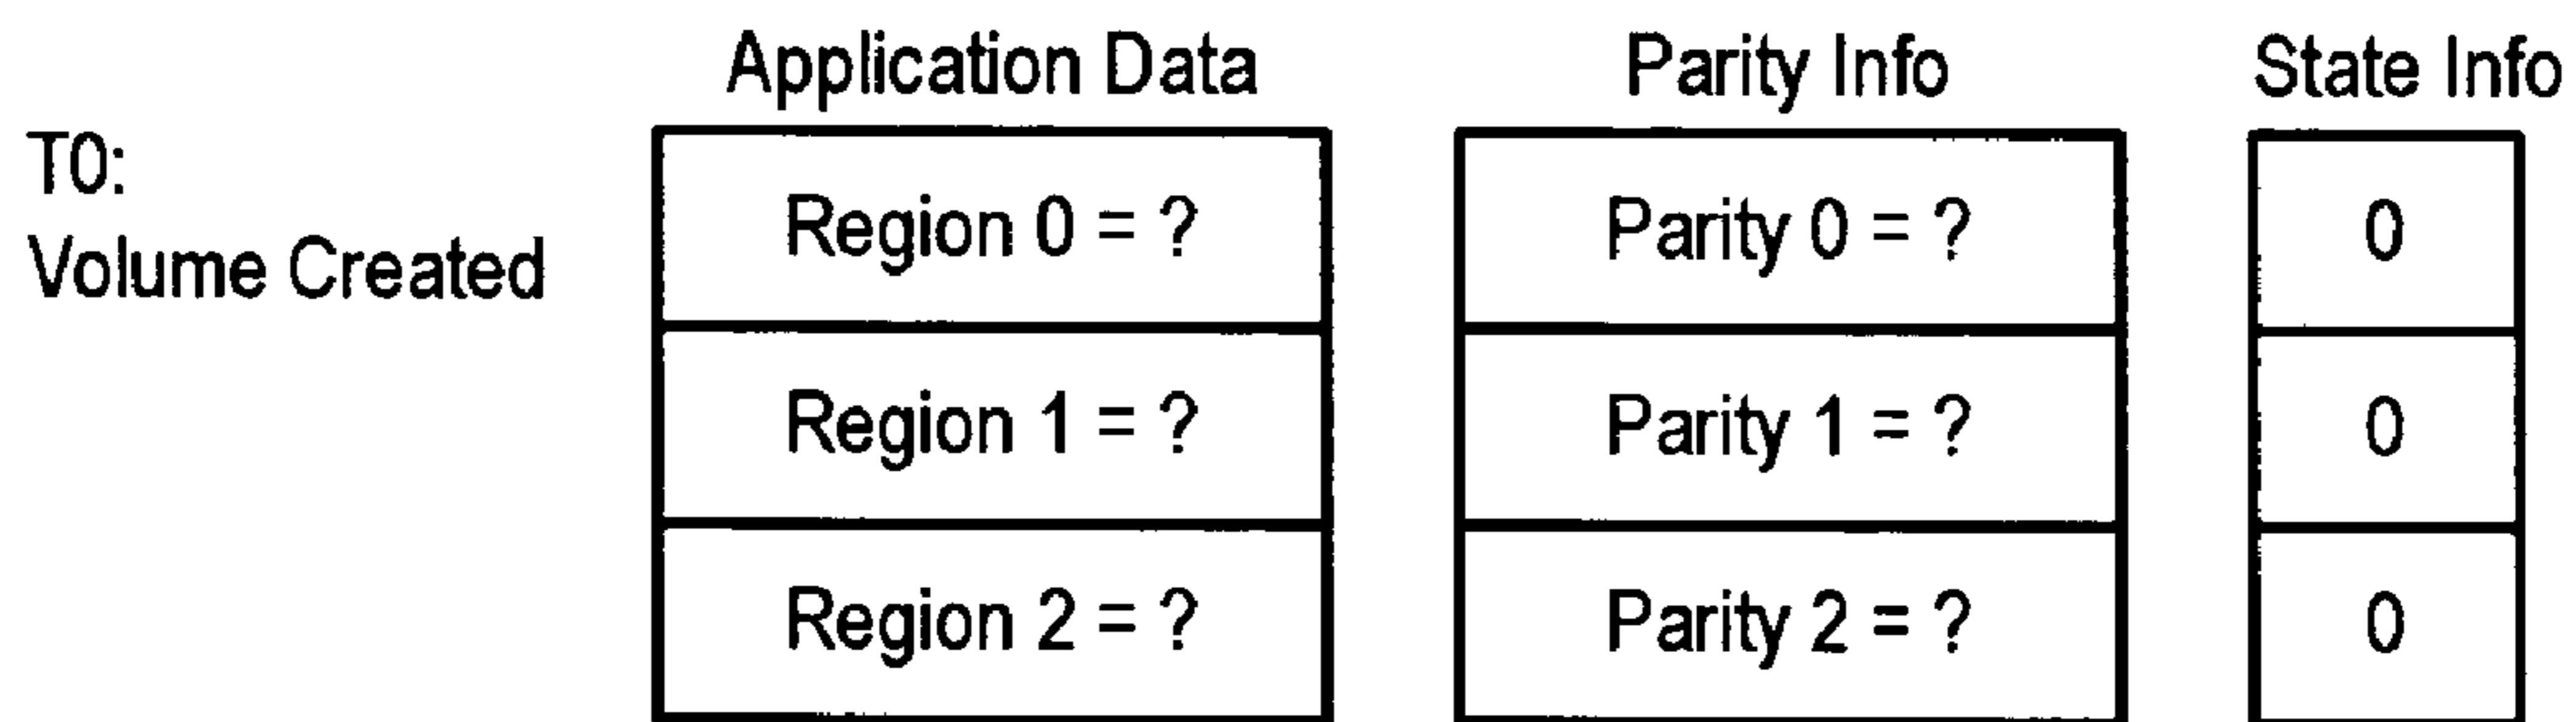 Application Data Parity Info State Info
T0:
Volume Created
Region 0 = ? Parity 0 = ? 0
Region 1 = ? Parity 1 = ? 0
Region 2 = ? Parity 2 = ? 0